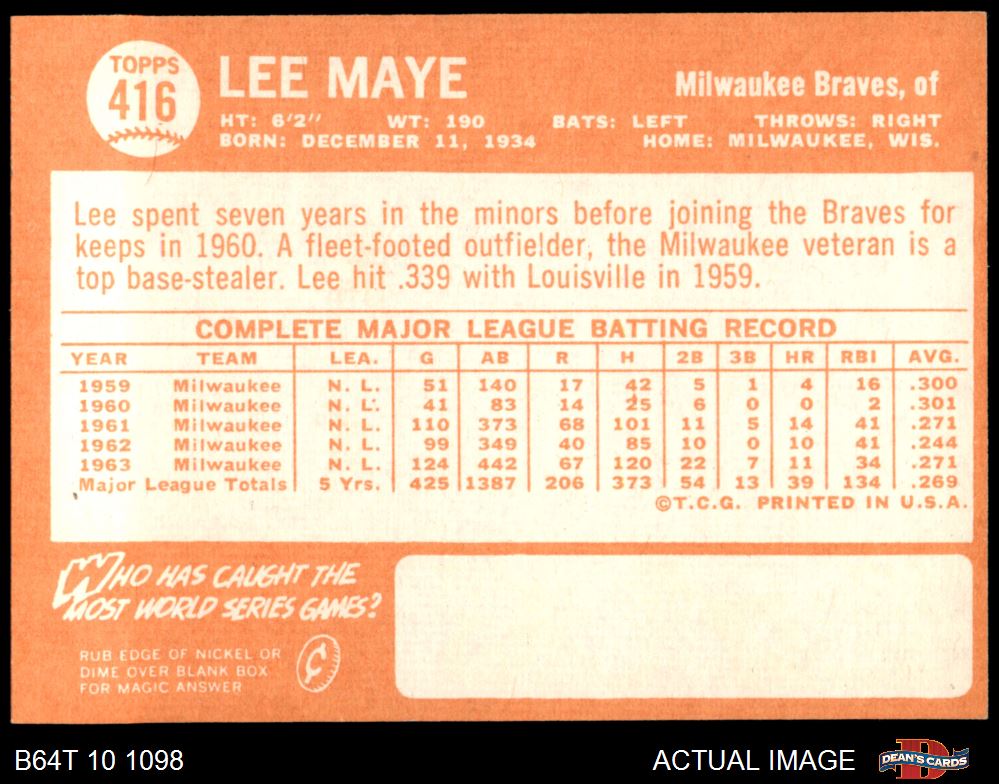 TOPPS
416
LEE MAYE
Milwaukee Braves, of
HT: 6'2" WT: 190 BATS: LEFT THROWS: RIGHT
BORN: DECEMBER 11, 1934 HOME: MILWAUKEE, WIS.
Lee spent seven years in the minors before joining the Braves for
keeps in 1960. A fleet-footed outfielder, the Milwaukee veteran is a
top base-stealer. Lee hit .339 with Louisville in 1959.
COMPLETE MAJOR LEAGUE BATTING RECORD
YEAR TEAM LEA. G AB R H 2B 3B HR RBI AVG.
1959 Milwaukee N. L. 51 140 17 42 5 1 4 16 .300
1960 Milwaukee N. L. 41 83 14 25 6 0 0 2 .301
1961 Milwaukee N. L. 110 373 68 101 11 5 14 41 .271
1962 Milwaukee N. L. 99 349 40 85 10 0 10 41 .244
1963 Milwaukee N. L. 124 442 67 120 22 7 11 34 .271
Major League Totals 5 Yrs. 425 1387 206 373 54 13 39 134 .269
©T.C.G. PRINTED IN U.S.A.
WHO HAS CAUGHT THE
MOST WORLD SERIES GAMES?
RUB EDGE OF NICKEL OR
DIME OVER BLANK BOX
FOR MAGIC ANSWER
¢
B64T 10 1098 ACTUAL IMAGE
D
DEAN'S CARDS